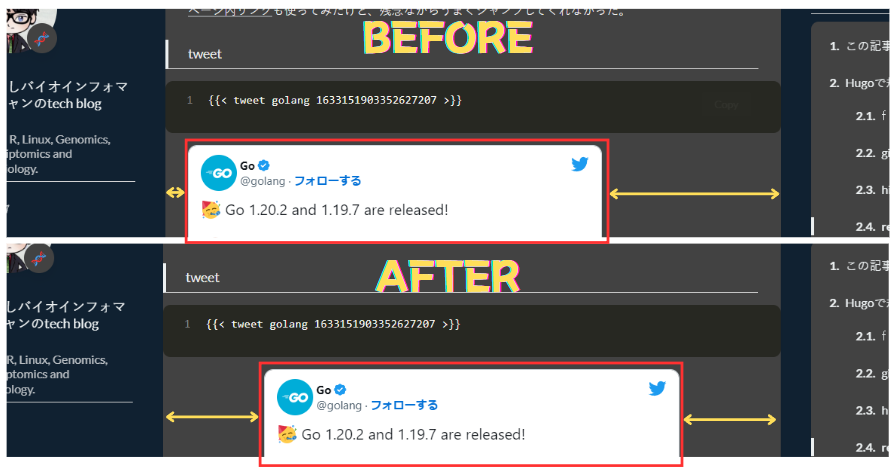 ページ内リンクも使ってみたけど、残念ながらうまくジャンプしてくれなかった。
BEFORE
tweet
1 {{< tweet golang 1633151903352627207 >}}
Copy
しバイオインフォマ
ャンのtech blog
R, Linux, Genomics,
iptomics and
ology.
GO
Go
@golang · フォローする
🥳 Go 1.20.2 and 1.19.7 are released!
1. この記事
2. Hugoで
2.1. f
2.2. gi
2.3. hi
2.4. re
AFTER
tweet
1 {{< tweet golang 1633151903352627207 >}}
しバイオインフォマ
ャンのtech blog
R, Linux, Genomics,
iptomics and
ology.
GO
Go
@golang · フォローする
🥳 Go 1.20.2 and 1.19.7 are released!
1. この記事
2. Hugoで
2.1. f
2.2. gl
2.3. h
2.4. re